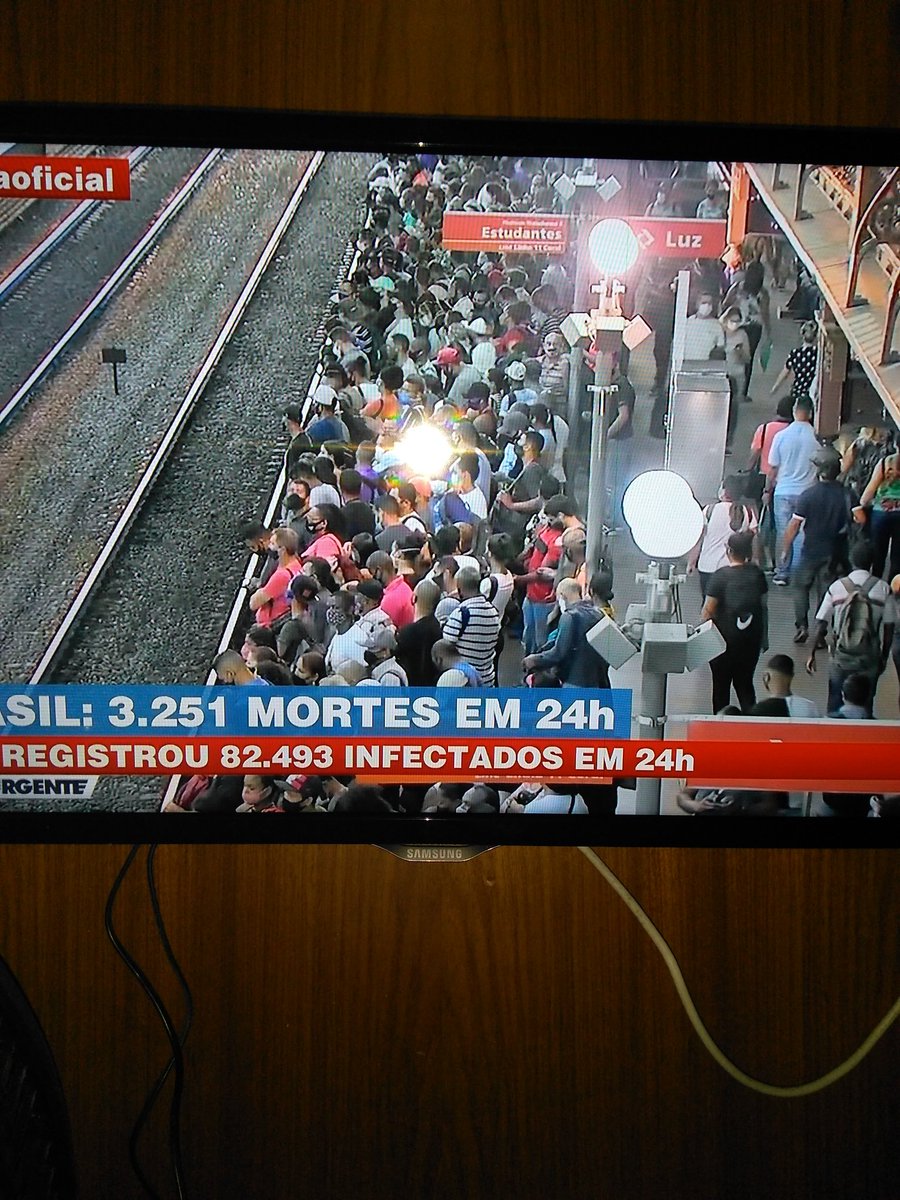 aoficial
Estudantes
Luz
ASIL: 3.251 MORTES EM 24h
REGISTROU 82.493 INFECTADOS EM 24h
RGENTE
SAMSUNG